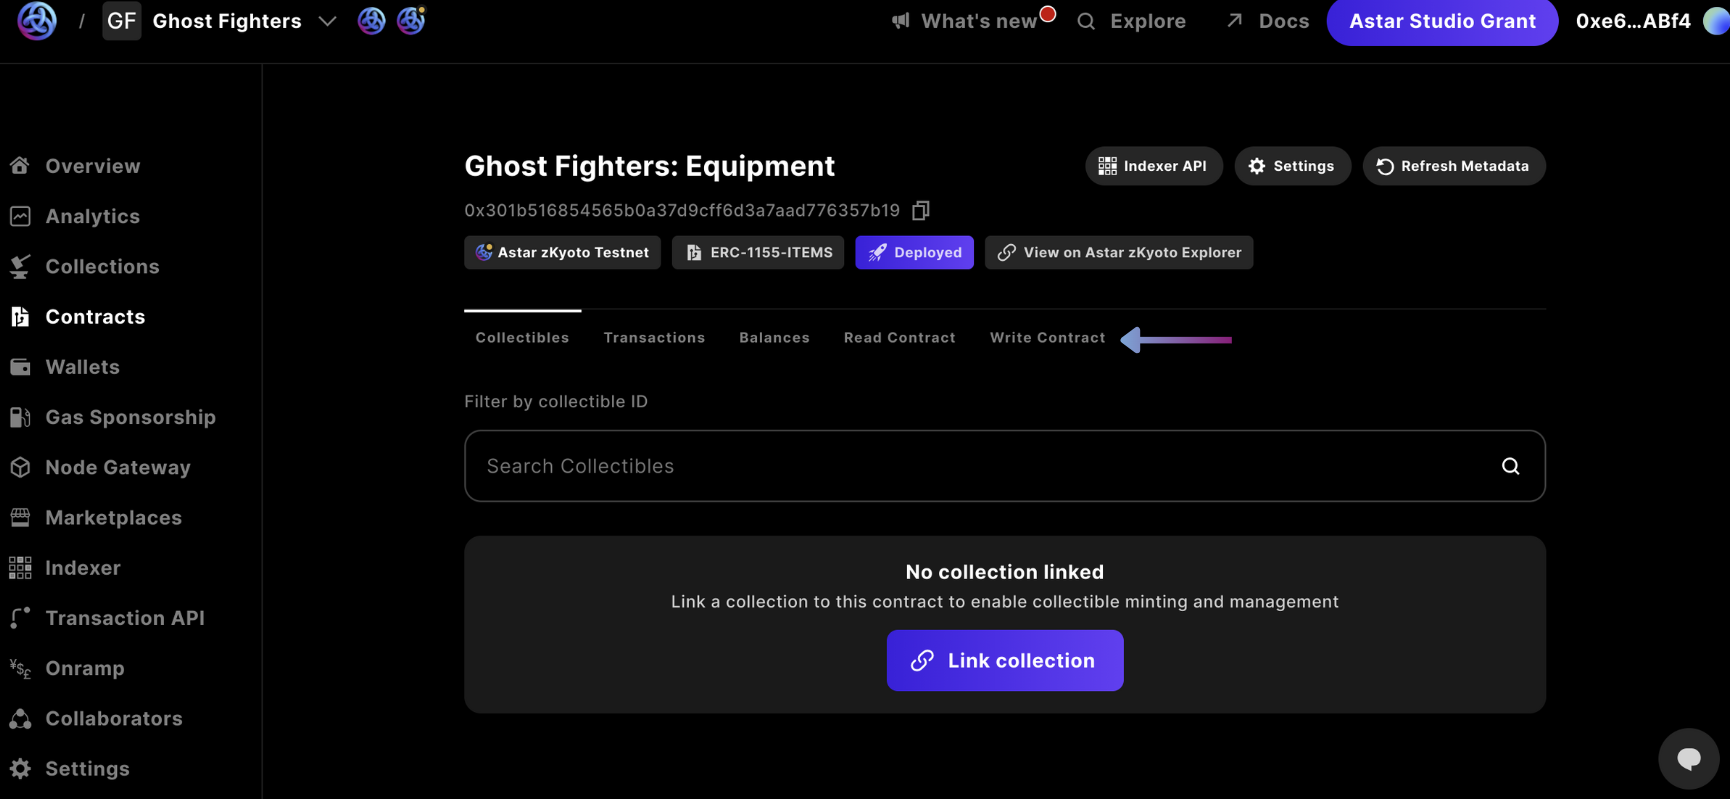 / GF Ghost Fighters What's new Explore Docs Astar Studio Grant 0xe6...ABf4
Overview
Analytics
Collections
Contracts
Wallets
Gas Sponsorship
Node Gateway
Marketplaces
Indexer
Transaction API
Onramp
Collaborators
Settings
Ghost Fighters: Equipment
Indexer API Settings Refresh Metadata
0x301b516854565b0a37d9cff6d3a7aad776357b19
Astar zKyoto Testnet ERC-1155-ITEMS Deployed View on Astar zKyoto Explorer
Collectibles Transactions Balances Read Contract Write Contract
Filter by collectible ID
Search Collectibles
No collection linked
Link a collection to this contract to enable collectible minting and management
Link collection